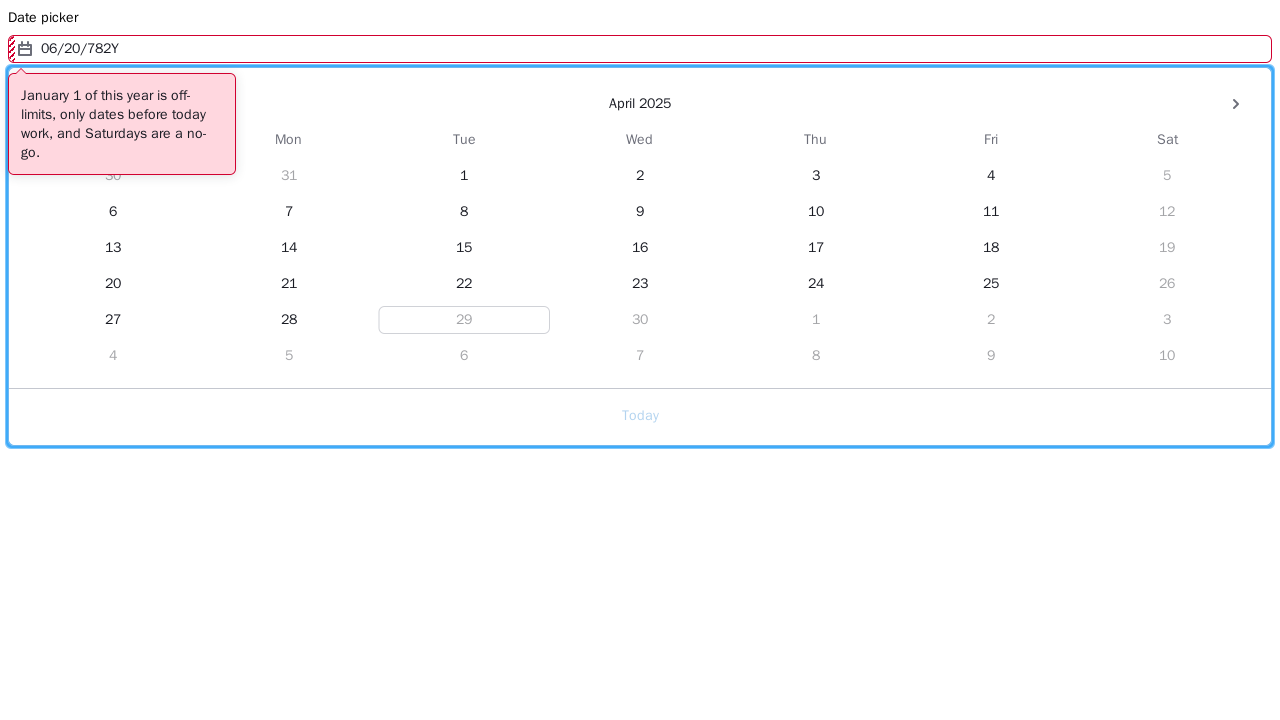 Date picker
06/20/782Y
January 1 of this year is off-
limits, only dates before today
work, and Saturdays are a no-
go.
April 2025
Mon Tue Wed Thu Fri Sat
30 31 1 2 3 4 5
6 7 8 9 10 11 12
13 14 15 16 17 18 19
20 21 22 23 24 25 26
27 28 29 30 1 2 3
4 5 6 7 8 9 10
Today